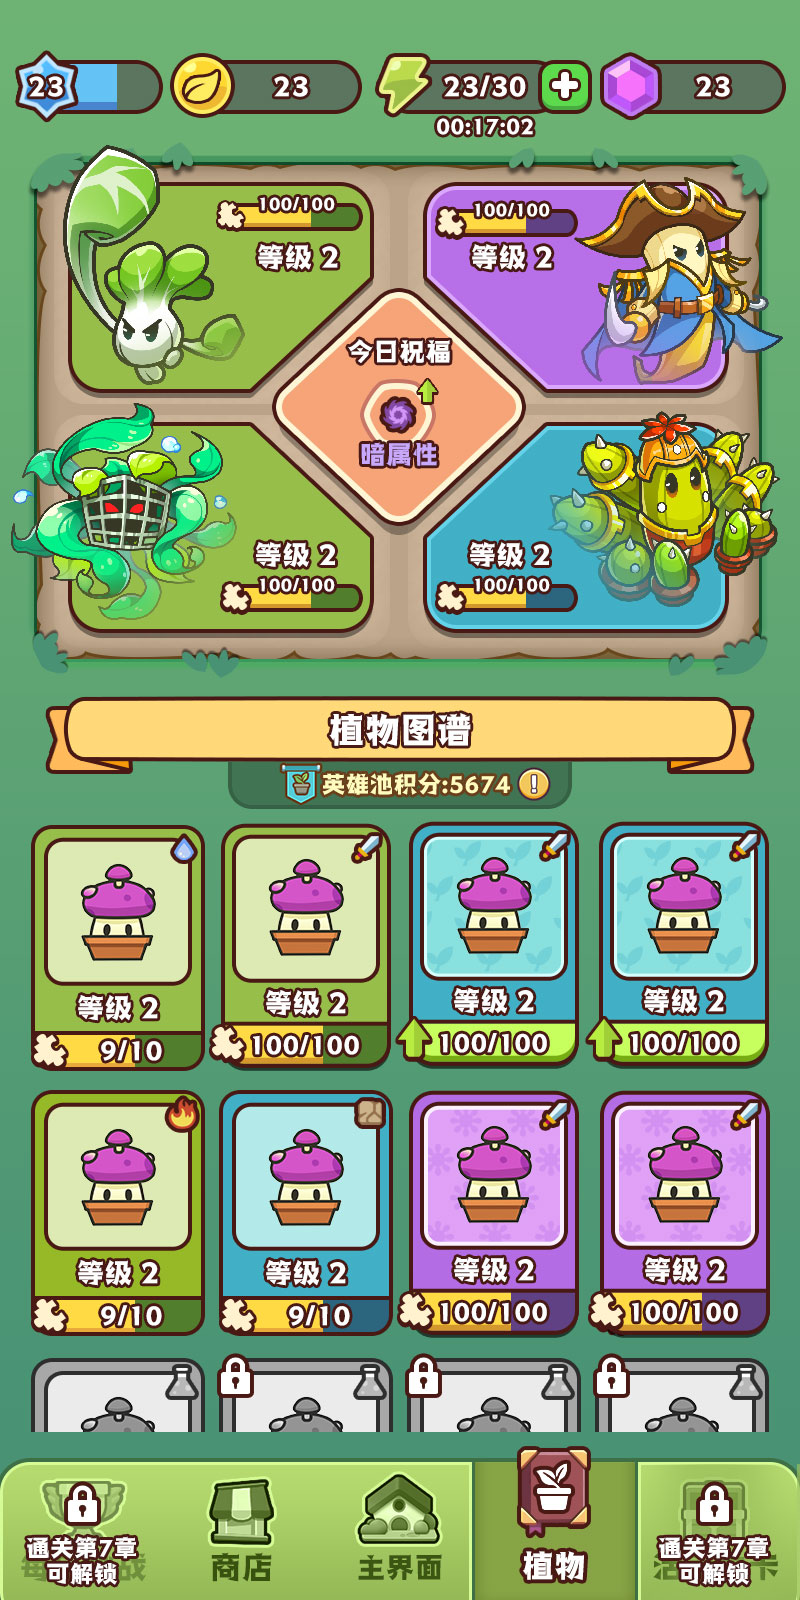 23
23
23/30
23
00:17:02
100/100
等级 2
100/100
等级 2
今日祝福
暗属性
等级 2
100/100
等级 2
100/100
植物图谱
英雄池积分:5674
等级 2
等级 2
等级 2
等级 2
9/10
100/100
100/100
100/100
等级 2
等级 2
等级 2
等级 2
9/10
9/10
100/100
100/100
通关第7章
可解锁
商店
主界面
植物
通关第7章
可解锁